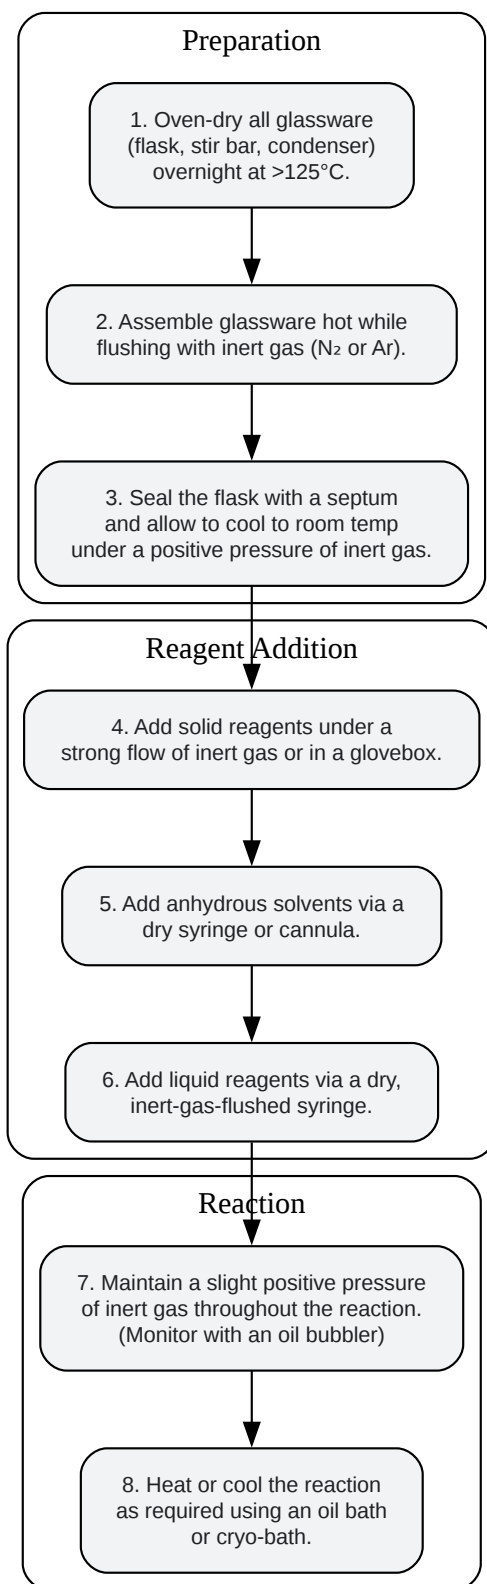 Preparation
1. Oven-dry all glassware
(flask, stir bar, condenser)
overnight at >125°C.
2. Assemble glassware hot while
flushing with inert gas (N₂ or Ar).
3. Seal the flask with a septum
and allow to cool to room temp
under a positive pressure of inert gas.
Reagent Addition
4. Add solid reagents under a
strong flow of inert gas or in a glovebox.
5. Add anhydrous solvents via a
dry syringe or cannula.
6. Add liquid reagents via a dry,
inert-gas-flushed syringe.
Reaction
7. Maintain a slight positive pressure
of inert gas throughout the reaction.
(Monitor with an oil bubbler)
8. Heat or cool the reaction
as required using an oil bath
or cryo-bath.